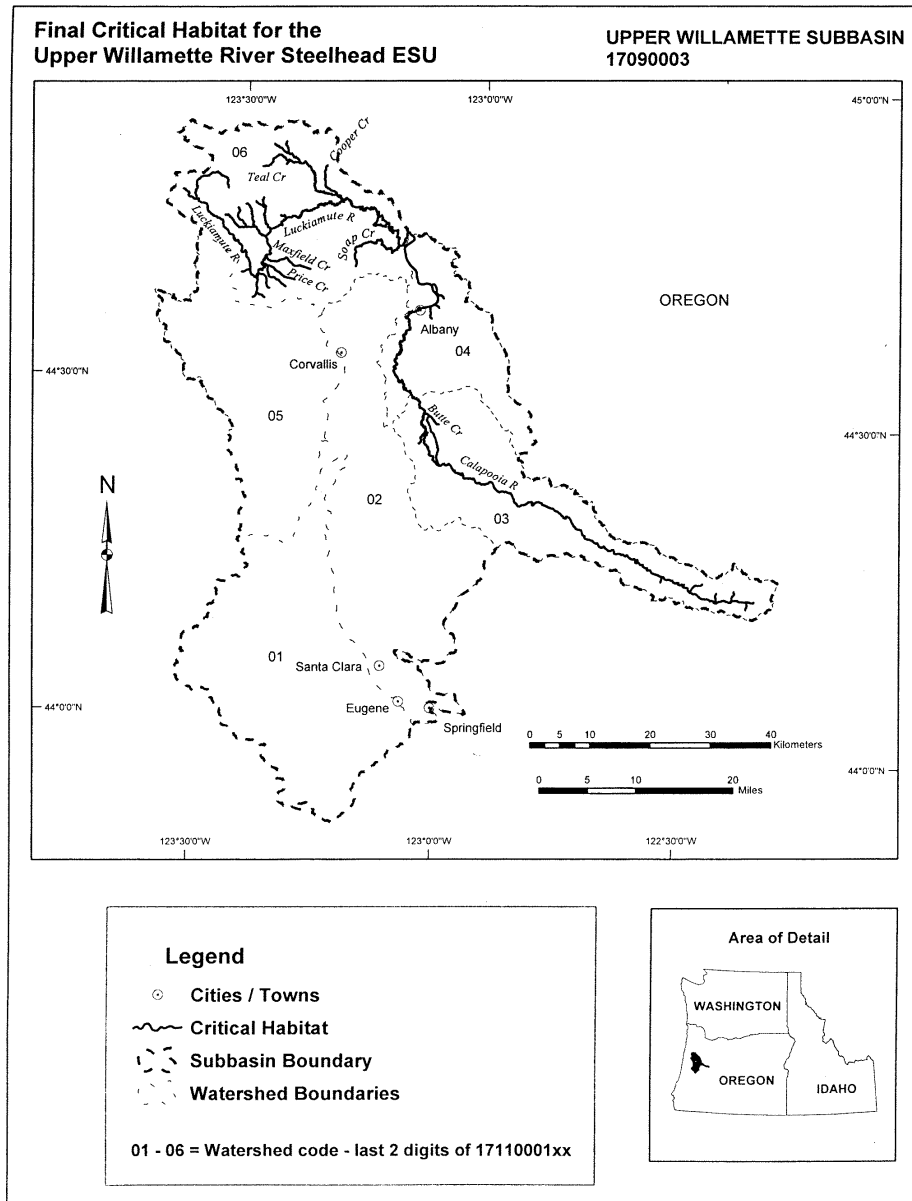 Final Critical Habitat for the
Upper Willamette River Steelhead ESU
UPPER WILLAMETTE SUBBASIN
17090003
123°30'0"W
123°0'0"W
45°0'0"N
06
Cooper Cr
Teal Cr
Luckiamute R
Luckiamute R
Soap Cr
Maxfield Cr
Price Cr
OREGON
Albany
04
Corvallis
44°30'0"N
05
Butte Cr
44°30'0"N
Calapooia R
02
03
N
01
Santa Clara
Eugene
Springfield
44°0'0"N
0 5 10 20 30 40
Kilometers
44°0'0"N
0 5 10 20
Miles
123°30'0"W
123°0'0"W
122°30'0"W
Legend
Cities / Towns
Critical Habitat
Subbasin Boundary
Watershed Boundaries
01 - 06 = Watershed code - last 2 digits of 17110001xx
Area of Detail
WASHINGTON
OREGON
IDAHO